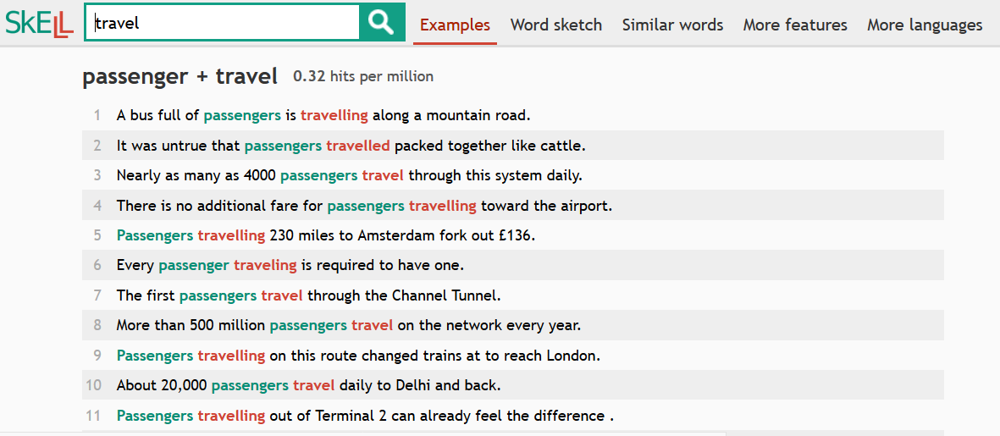 SkELL
travel
Examples Word sketch Similar words More features More languages
passenger + travel 0.32 hits per million
1 A bus full of passengers is travelling along a mountain road.
2 It was untrue that passengers travelled packed together like cattle.
3 Nearly as many as 4000 passengers travel through this system daily.
4 There is no additional fare for passengers travelling toward the airport.
5 Passengers travelling 230 miles to Amsterdam fork out £136.
6 Every passenger traveling is required to have one.
7 The first passengers travel through the Channel Tunnel.
8 More than 500 million passengers travel on the network every year.
9 Passengers travelling on this route changed trains at to reach London.
10 About 20,000 passengers travel daily to Delhi and back.
11 Passengers travelling out of Terminal 2 can already feel the difference .